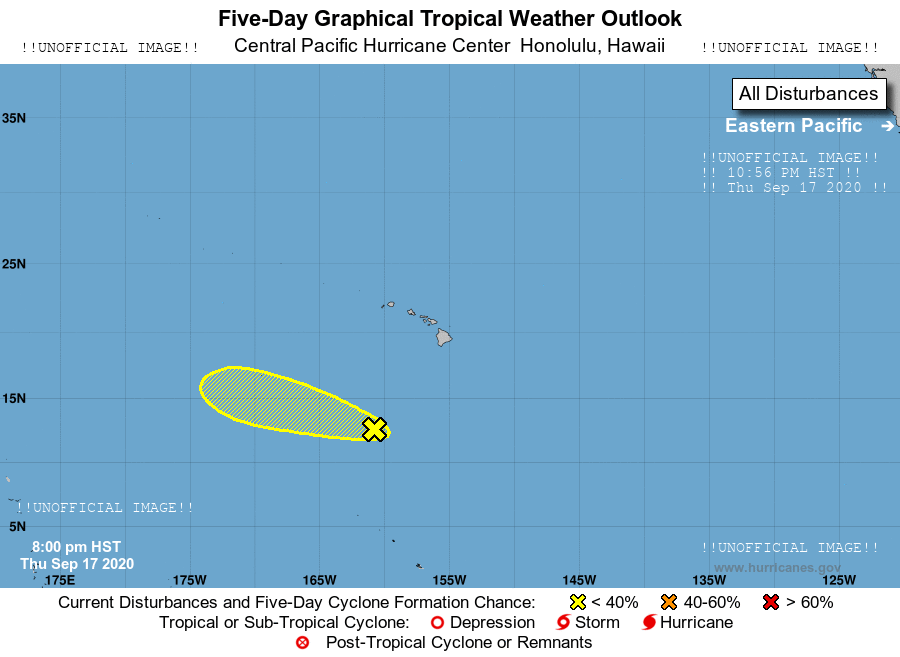 Five-Day Graphical Tropical Weather Outlook
!!UNOFFICIAL IMAGE!! Central Pacific Hurricane Center Honolulu, Hawaii !!UNOFFICIAL IMAGE!!
All Disturbances
35N
Eastern Pacific →
!!UNOFFICIAL IMAGE!!
!! 10:56 PM HST !!
!! Thu Sep 17 2020 !!
25N
15N
!!UNOFFICIAL IMAGE!!
5N
8:00 pm HST
Thu Sep 17 2020
!!UNOFFICIAL IMAGE!!
www.hurricanes.gov
175E 175W 165W 155W 145W 135W 125W
Current Disturbances and Five-Day Cyclone Formation Chance: < 40% 40-60% > 60%
Tropical or Sub-Tropical Cyclone: Depression Storm Hurricane
Post-Tropical Cyclone or Remnants